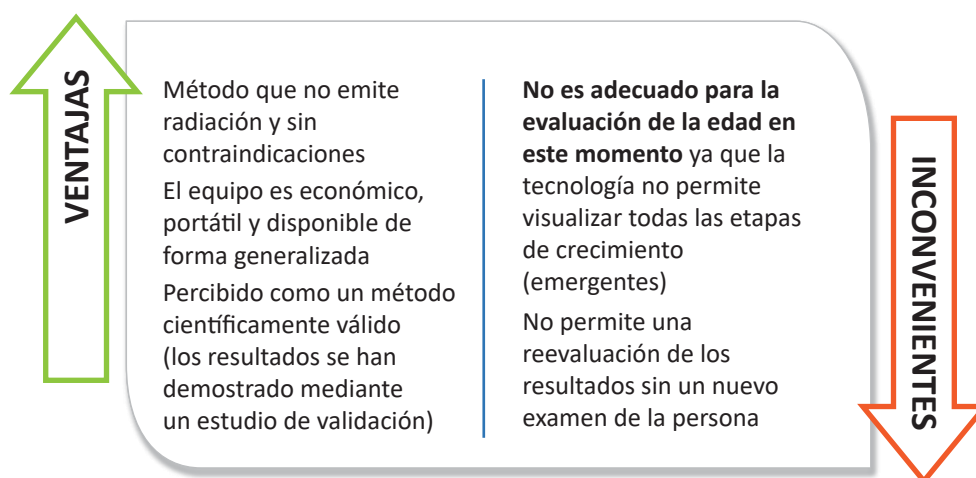 VENTAJAS
Método que no emite
radiación y sin
contraindicaciones
El equipo es económico,
portátil y disponible de
forma generalizada
Percibido como un método
científicamente válido
(los resultados se han
demostrado mediante
un estudio de validación)
No es adecuado para la
evaluación de la edad en
este momento ya que la
tecnología no permite
visualizar todas las etapas
de crecimiento
(emergentes)
No permite una
reevaluación de los
resultados sin un nuevo
examen de la persona
INCONVENIENTES